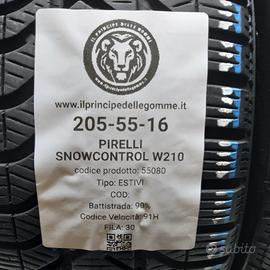 IL PRINCIPE DELLE GOMME
www.ilprincipedellegomme.it
205-55-16
PIRELLI
SNOWCONTROL W210
codice prodotto: 55080
Tipo: ESTIVI
COD:
Battistrada: 90%
Codice Velocità: 91H
FILA: 30
subito